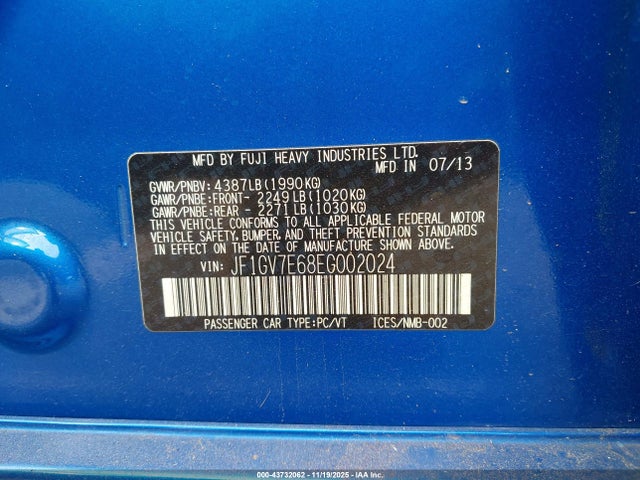 MFD BY FUJI HEAVY INDUSTRIES LTD.
MFD IN 07/13
GVWR/PNBV: 4387LB(1990KG)
GAWR/PNBE: FRONT- 2249LB(1020KG)
GAWR/PNBE: REAR - 2271LB(1030KG)
THIS VEHICLE CONFORMS TO ALL APPLICABLE FEDERAL MOTOR
VEHICLE SAFETY, BUMPER, AND THEFT PREVENTION STANDARDS
IN EFFECT ON THE DATE OF MANUFACTURE SHOWN ABOVE.
VIN: JF1GV7E68EG002024
PASSENGER CAR TYPE:PC/VT ICES/NMB-002
000-43732062 - 11/19/2025 - IAAI, Inc.